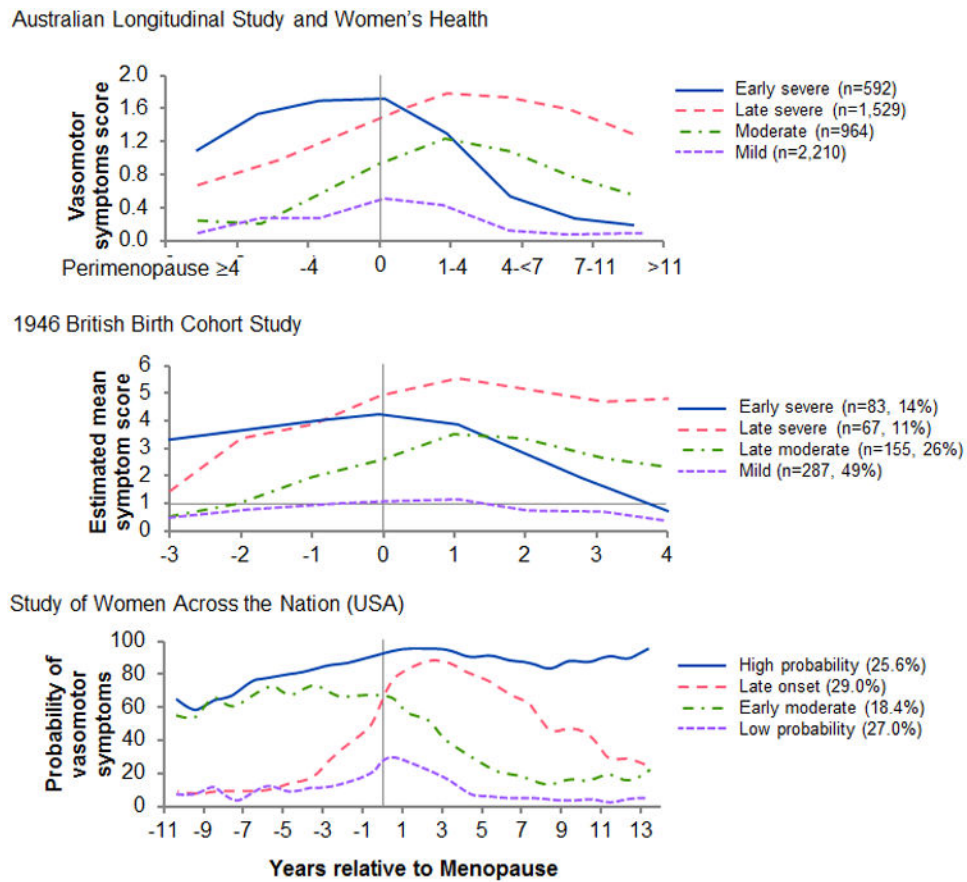 Australian Longitudinal Study and Women's Health
Vasomotor
symptoms score
2.0
1.6
1.2
0.8
0.4
0.0
Perimenopause ≥4 -4 0 1-4 4-<7 7-11 >11
Early severe (n=592)
Late severe (n=1,529)
Moderate (n=964)
Mild (n=2,210)
1946 British Birth Cohort Study
Estimated mean
symptom score
6
5
4
3
2
1
0
-3 -2 -1 0 1 2 3 4
Early severe (n=83, 14%)
Late severe (n=67, 11%)
Late moderate (n=155, 26%)
Mild (n=287, 49%)
Study of Women Across the Nation (USA)
Probability of
vasomotor
symptoms
100
80
60
40
20
0
-11 -9 -7 -5 -3 -1 1 3 5 7 9 11 13
High probability (25.6%)
Late onset (29.0%)
Early moderate (18.4%)
Low probability (27.0%)
Years relative to Menopause